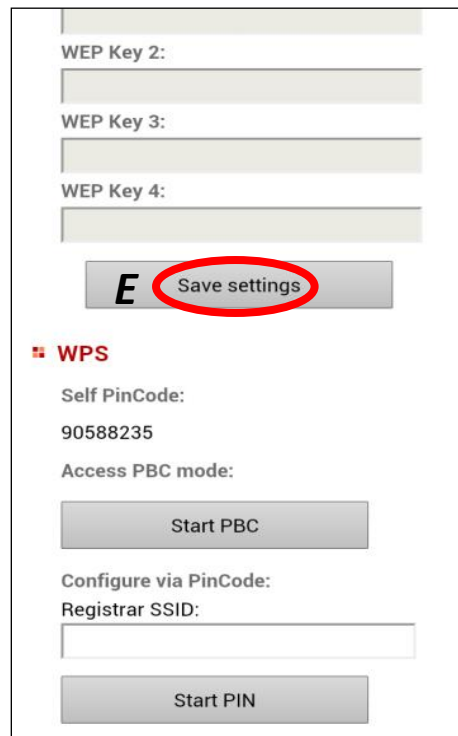 WEP Key 2:
WEP Key 3:
WEP Key 4:
E Save settings
WPS
Self PinCode:
90588235
Access PBC mode:
Start PBC
Configure via PinCode:
Registrar SSID:
Start PIN